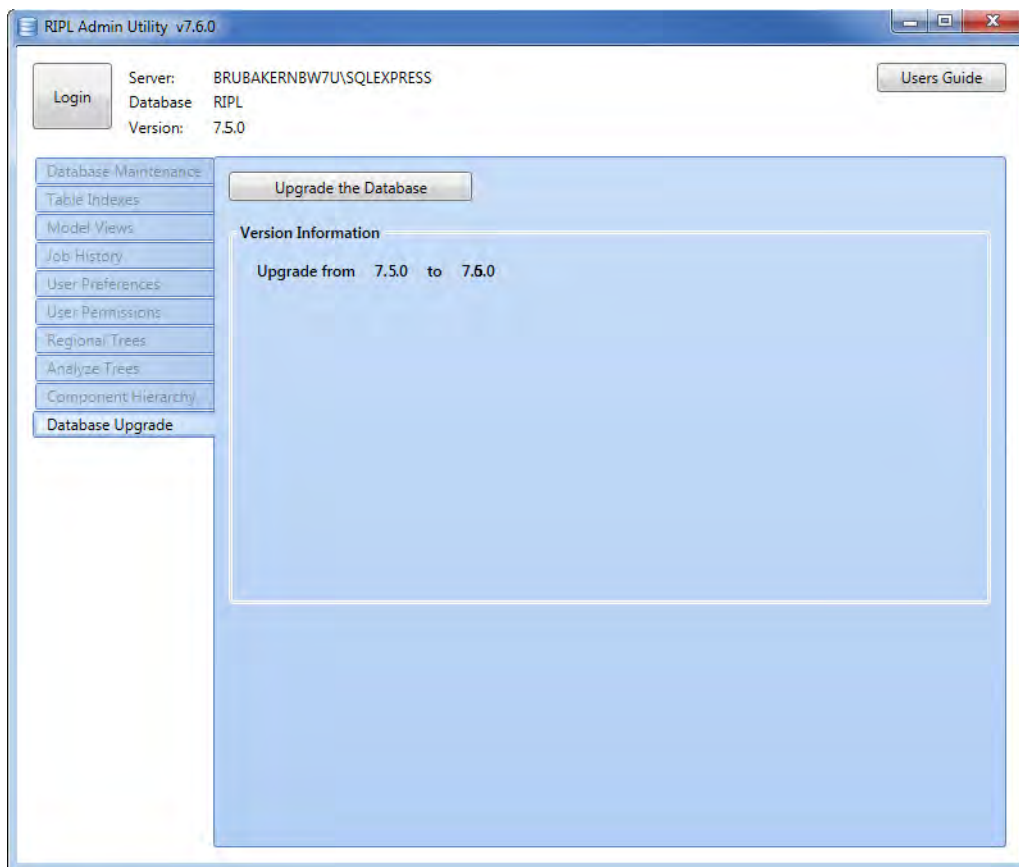 RIPL Admin Utility v7.6.0
Login
Server: BRUBAKERNBW7U\SQLEXPRESS
Database RIPL
Version: 7.5.0
Users Guide
Database Maintenance
Table Indexes
Model Views
Job History
User Preferences
User Permissions
Regional Trees
Analyze Trees
Component Hierarchy
Database Upgrade
Upgrade the Database
Version Information
Upgrade from 7.5.0 to 7.6.0